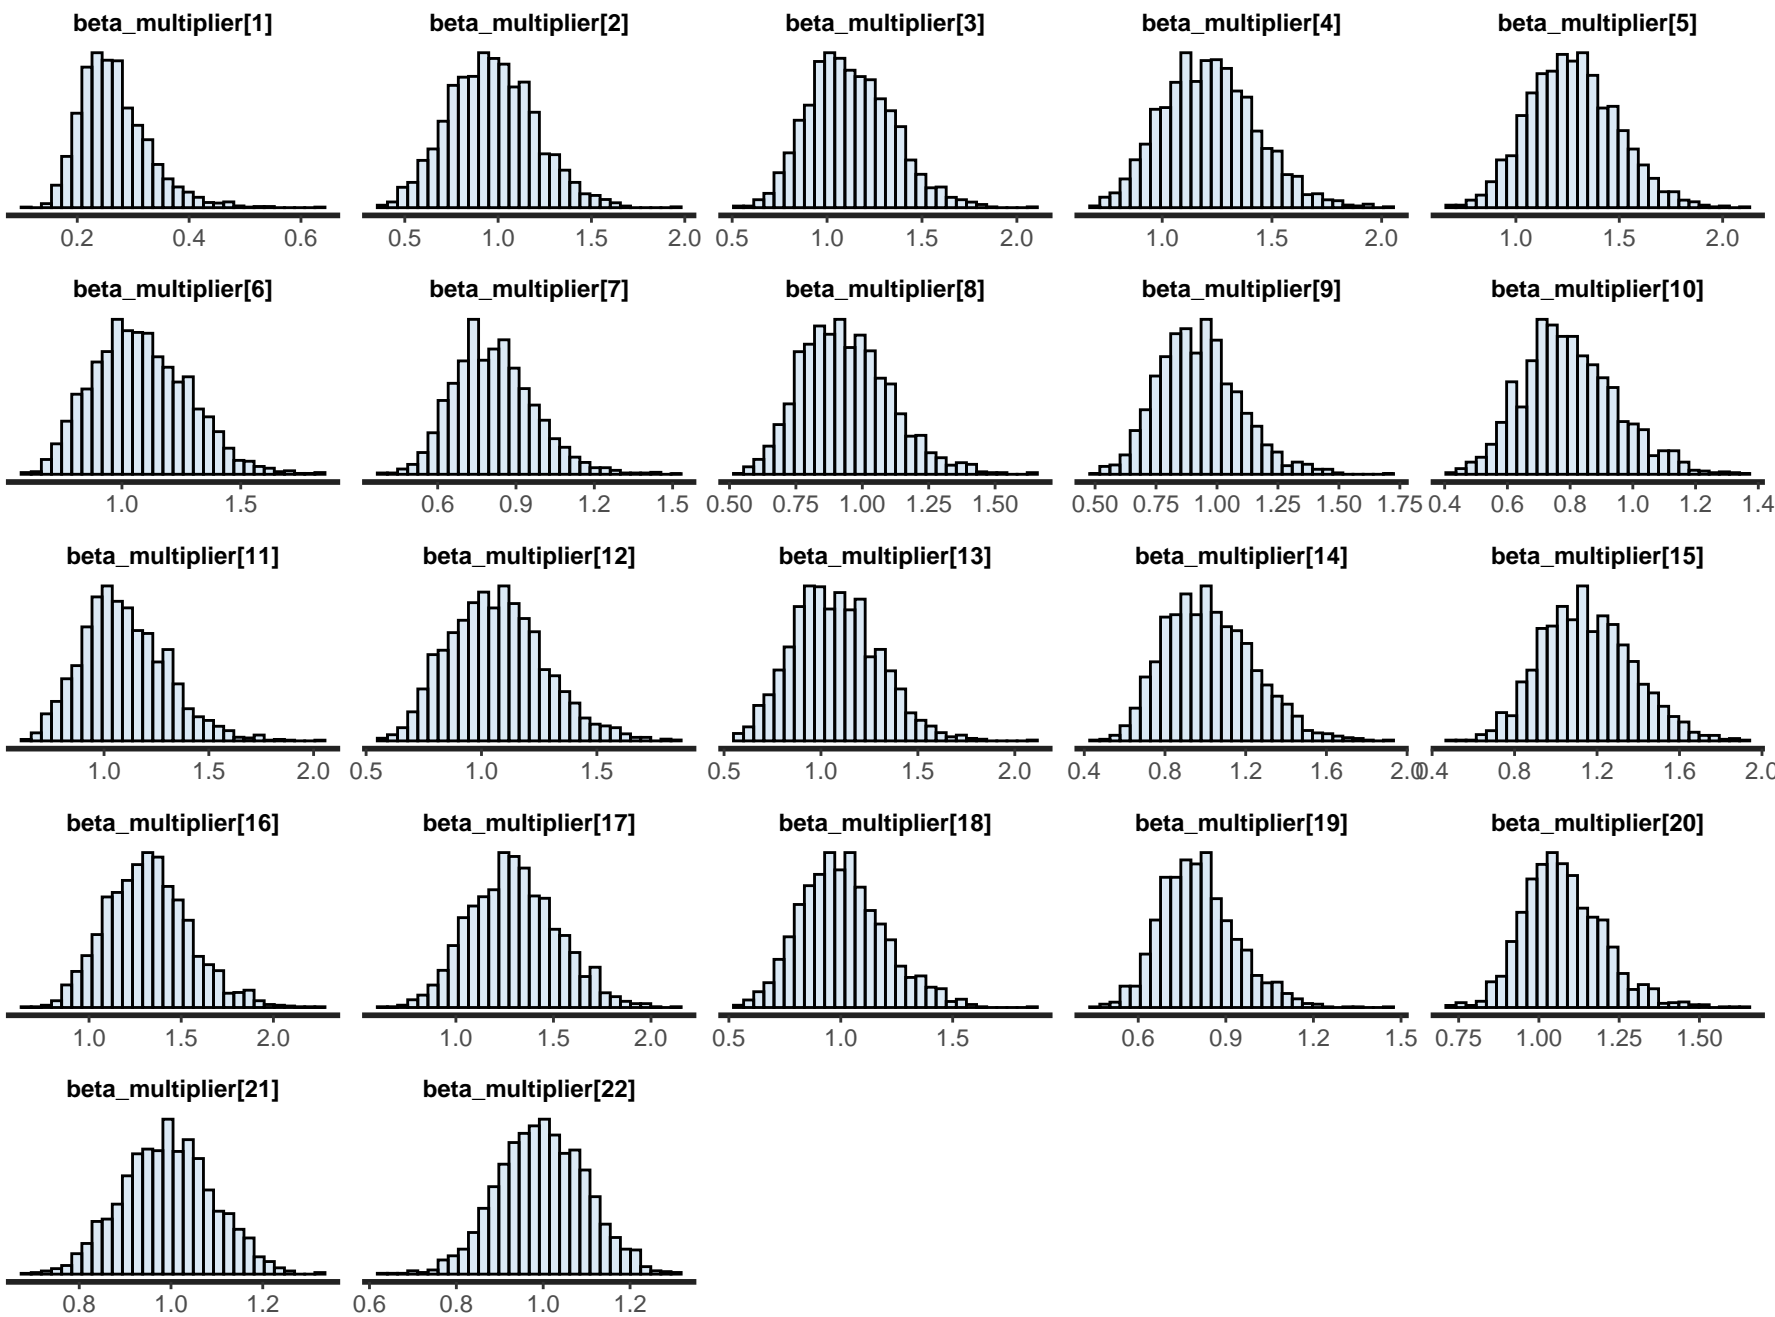 beta_multiplier[1] beta_multiplier[2] beta_multiplier[3] beta_multiplier[4] beta_multiplier[5]
0.2 0.4 0.6 0.5 1.0 1.5 2.0 0.5 1.0 1.5 2.0 1.0 1.5 2.0 1.0 1.5 2.0
beta_multiplier[6] beta_multiplier[7] beta_multiplier[8] beta_multiplier[9] beta_multiplier[10]
1.0 1.5 0.6 0.9 1.2 1.5 0.50 0.75 1.00 1.25 1.50 0.50 0.75 1.00 1.25 1.50 1.75 0.4 0.6 0.8 1.0 1.2 1.4
beta_multiplier[11] beta_multiplier[12] beta_multiplier[13] beta_multiplier[14] beta_multiplier[15]
1.0 1.5 2.0 0.5 1.0 1.5 0.5 1.0 1.5 2.0 0.4 0.8 1.2 1.6 2.0 0.4 0.8 1.2 1.6 2.0
beta_multiplier[16] beta_multiplier[17] beta_multiplier[18] beta_multiplier[19] beta_multiplier[20]
1.0 1.5 2.0 1.0 1.5 2.0 0.5 1.0 1.5 0.6 0.9 1.2 1.5 0.75 1.00 1.25 1.50
beta_multiplier[21] beta_multiplier[22]
0.8 1.0 1.2 0.6 0.8 1.0 1.2